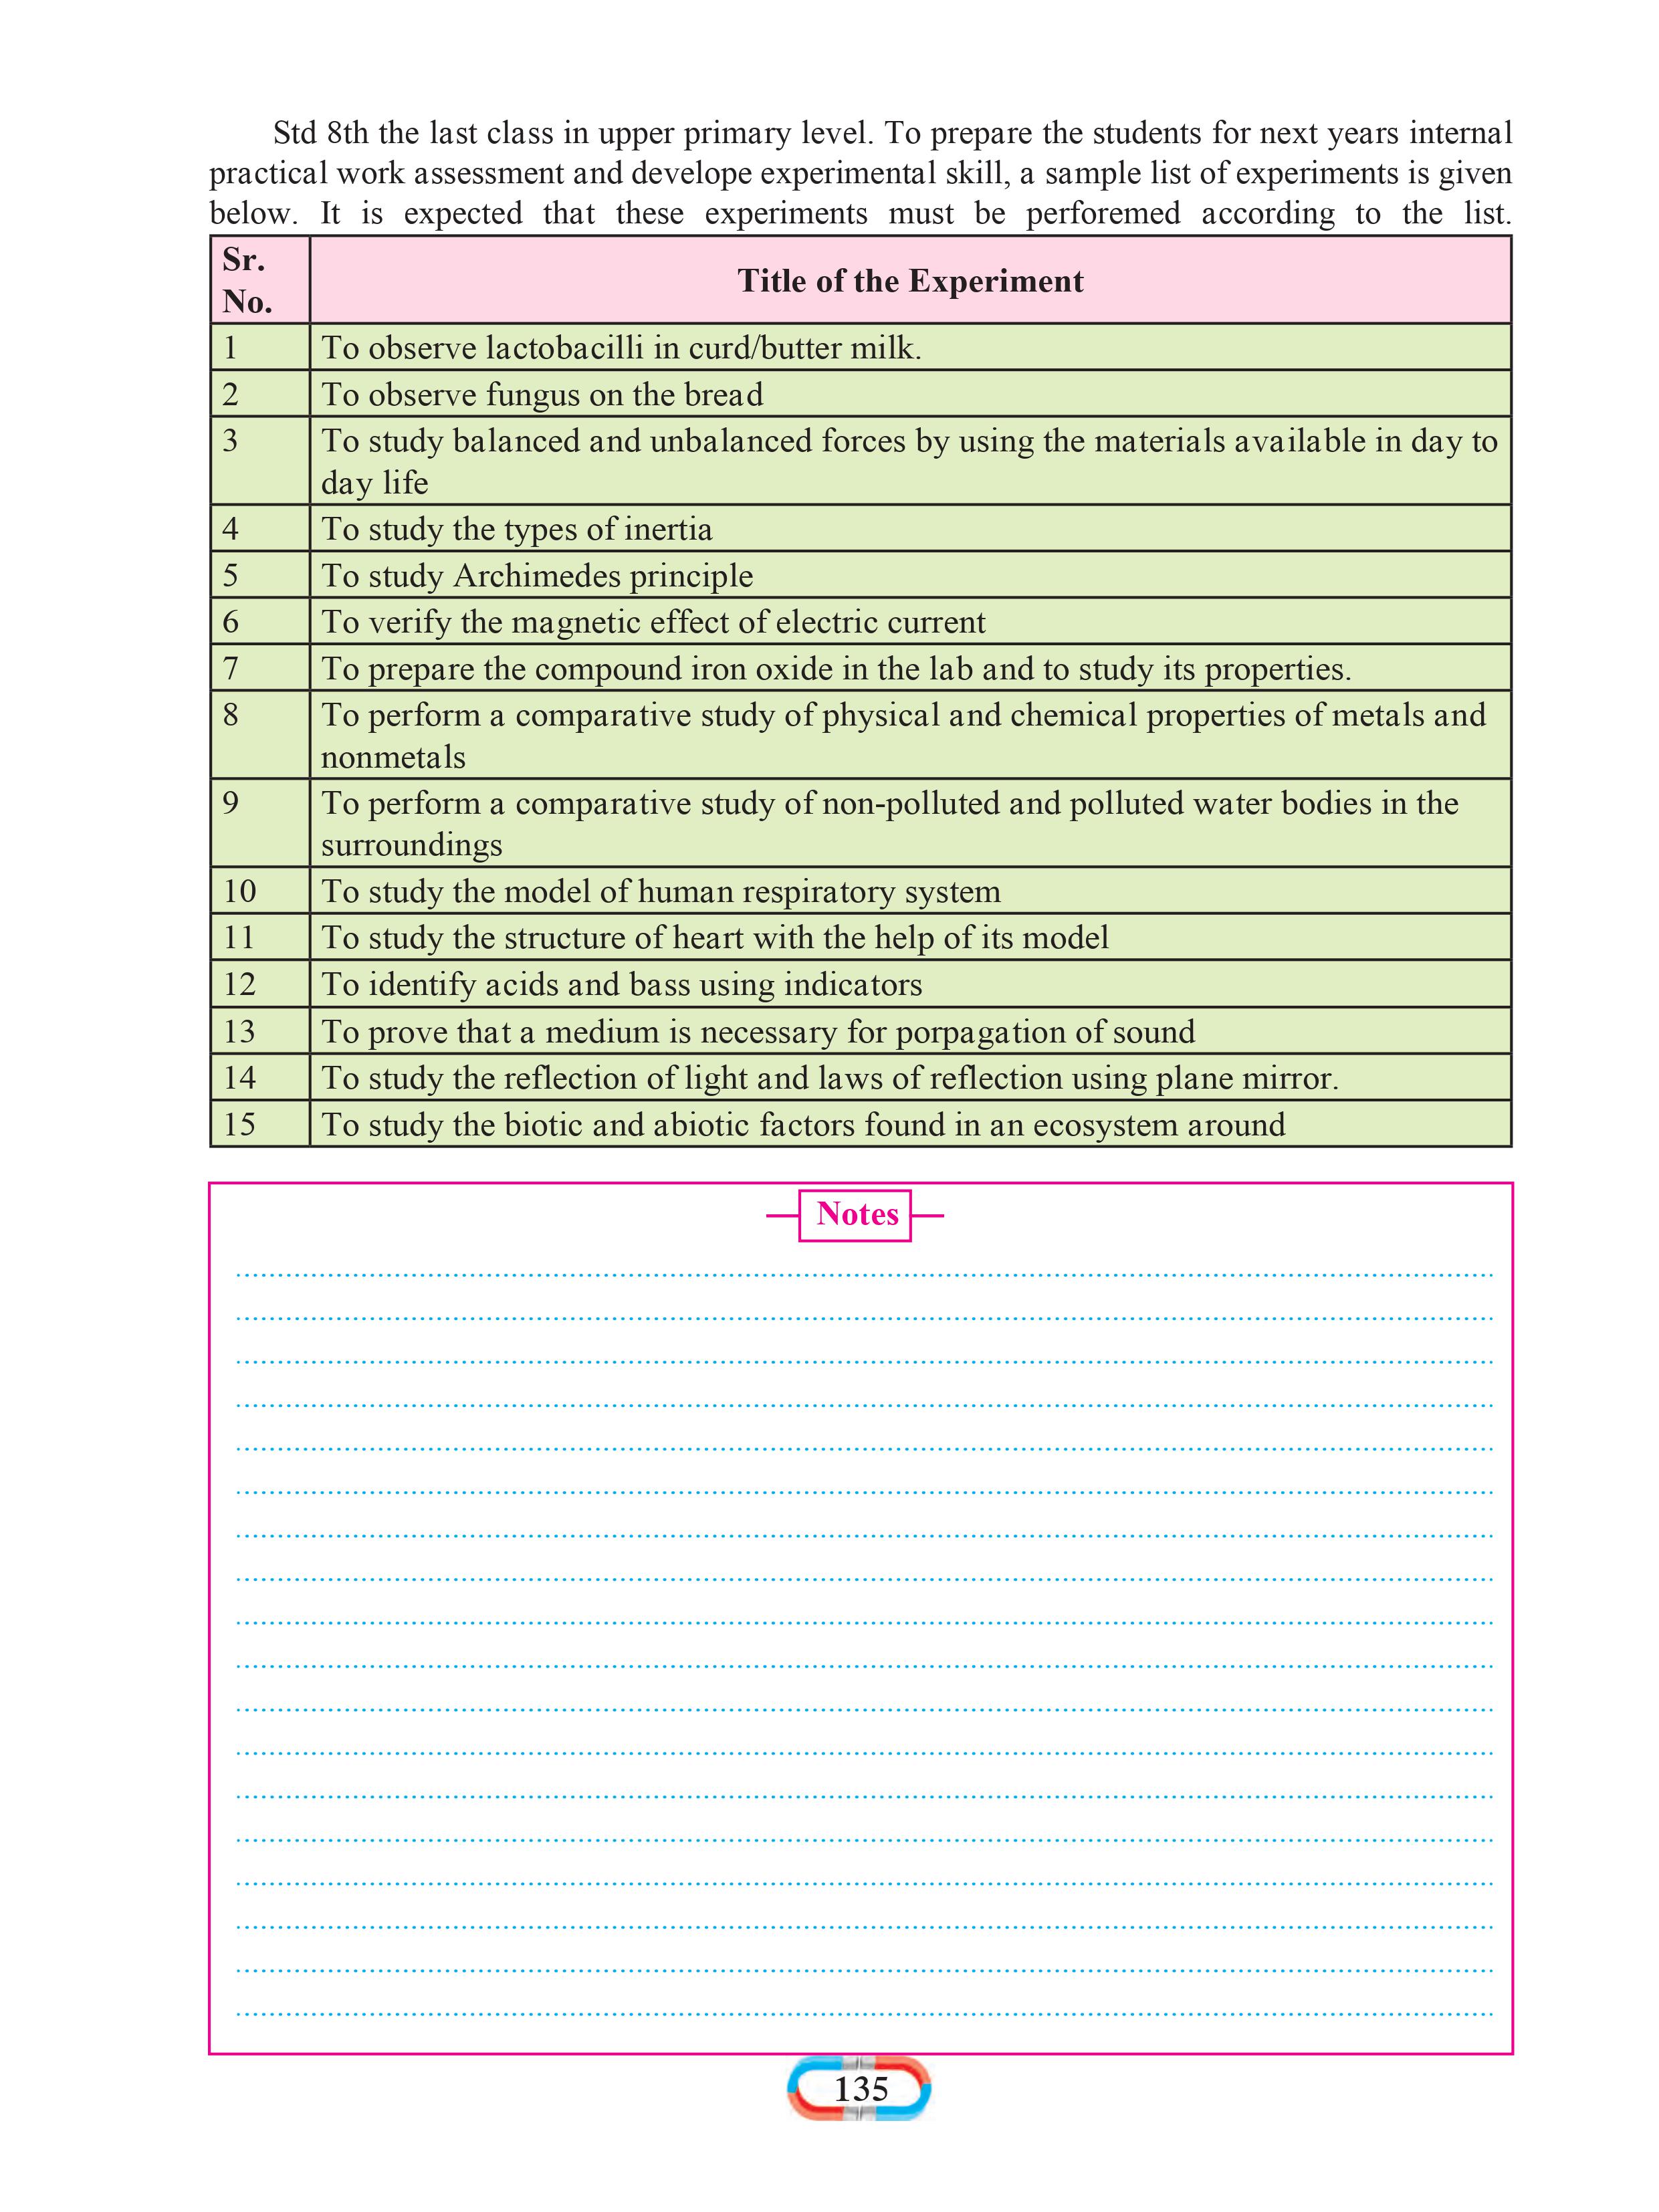 Std 8th the last class in upper primary level. To prepare the students for next years internal
practical work assessment and develope experimental skill, a sample list of experiments is given
below. It is expected that these experiments must be perforemed according to the list.
Sr. No. Title of the Experiment
1 To observe lactobacilli in curd/butter milk.
2 To observe fungus on the bread
3 To study balanced and unbalanced forces by using the materials available in day to
day life
4 To study the types of inertia
5 To study Archimedes principle
6 To verify the magnetic effect of electric current
7 To prepare the compound iron oxide in the lab and to study its properties.
8 To perform a comparative study of physical and chemical properties of metals and
nonmetals
9 To perform a comparative study of non-polluted and polluted water bodies in the
surroundings
10 To study the model of human respiratory system
11 To study the structure of heart with the help of its model
12 To identify acids and bass using indicators
13 To prove that a medium is necessary for porpagation of sound
14 To study the reflection of light and laws of reflection using plane mirror.
15 To study the biotic and abiotic factors found in an ecosystem around
Notes
135